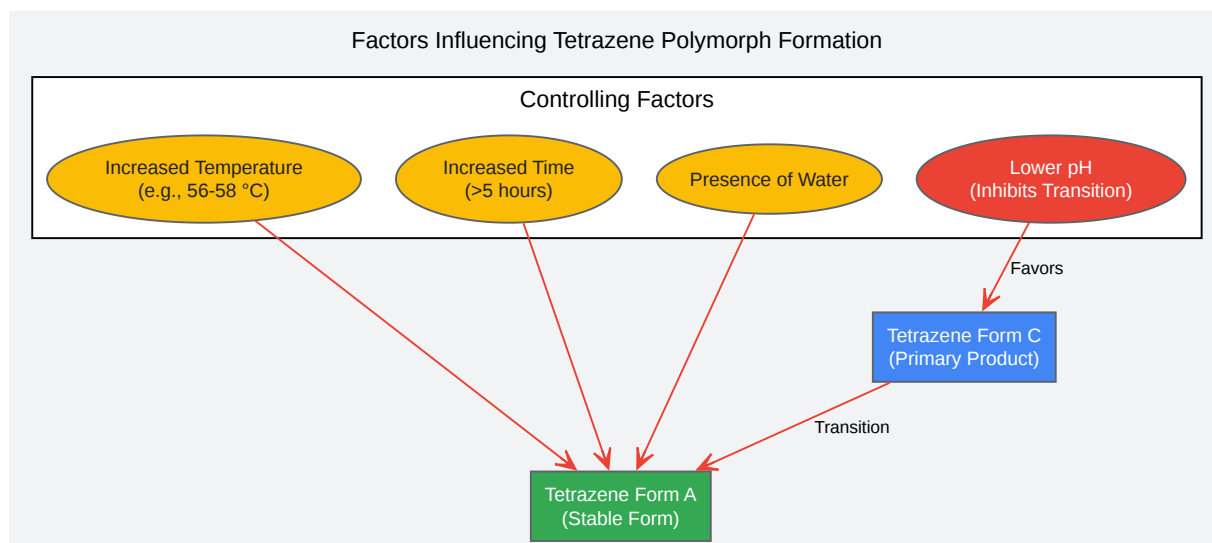 Factors Influencing Tetrazene Polymorph Formation
Controlling Factors
Increased Temperature
(e.g., 56-58 °C)
Increased Time
(>5 hours)
Presence of Water
Lower pH
(Inhibits Transition)
Favors
Tetrazene Form C
(Primary Product)
Transition
Tetrazene Form A
(Stable Form)